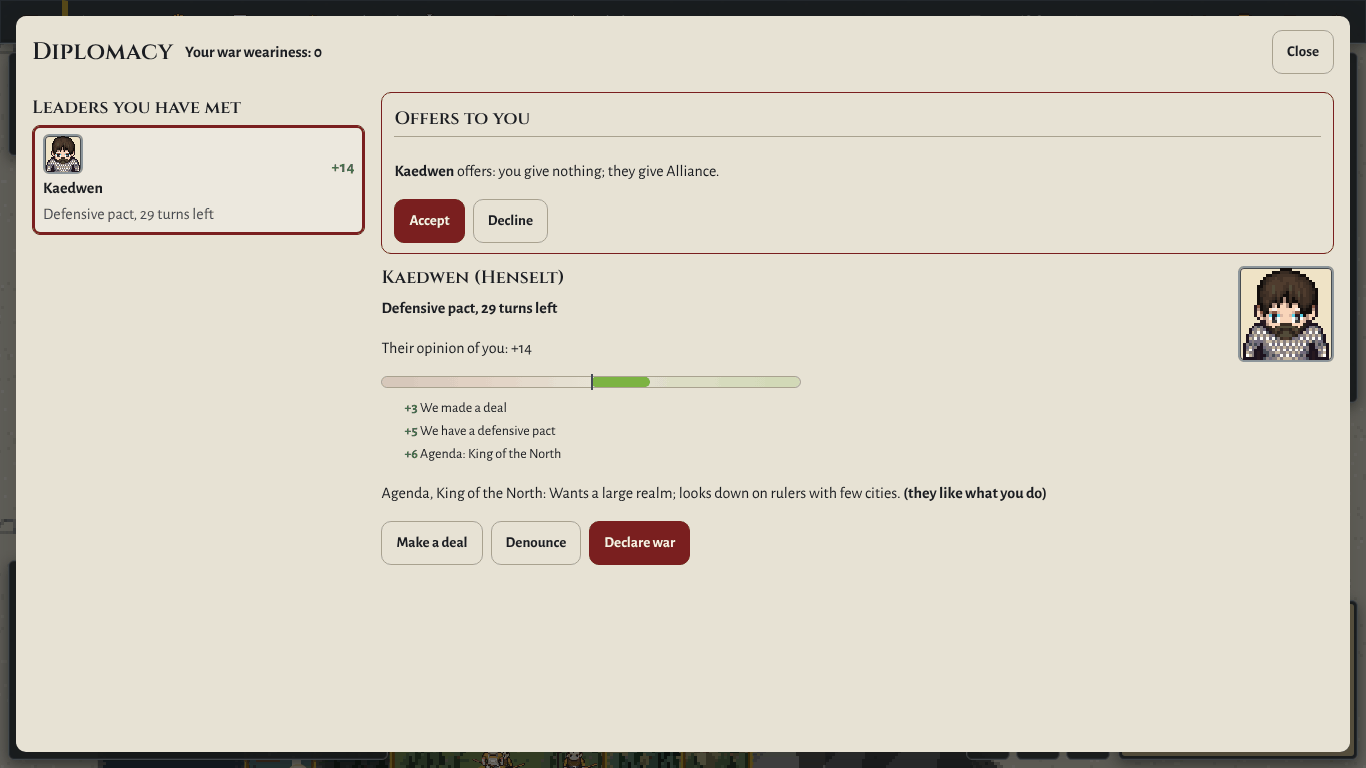 Diplomacy Your war weariness: 0
Close
Leaders you have met
+14
Kaedwen
Defensive pact, 29 turns left
Offers to you
Kaedwen offers: you give nothing; they give Alliance.
Accept Decline
Kaedwen (Henselt)
Defensive pact, 29 turns left
Their opinion of you: +14
+3 We made a deal
+5 We have a defensive pact
+6 Agenda: King of the North
Agenda, King of the North: Wants a large realm; looks down on rulers with few cities. (they like what you do)
Make a deal Denounce Declare war